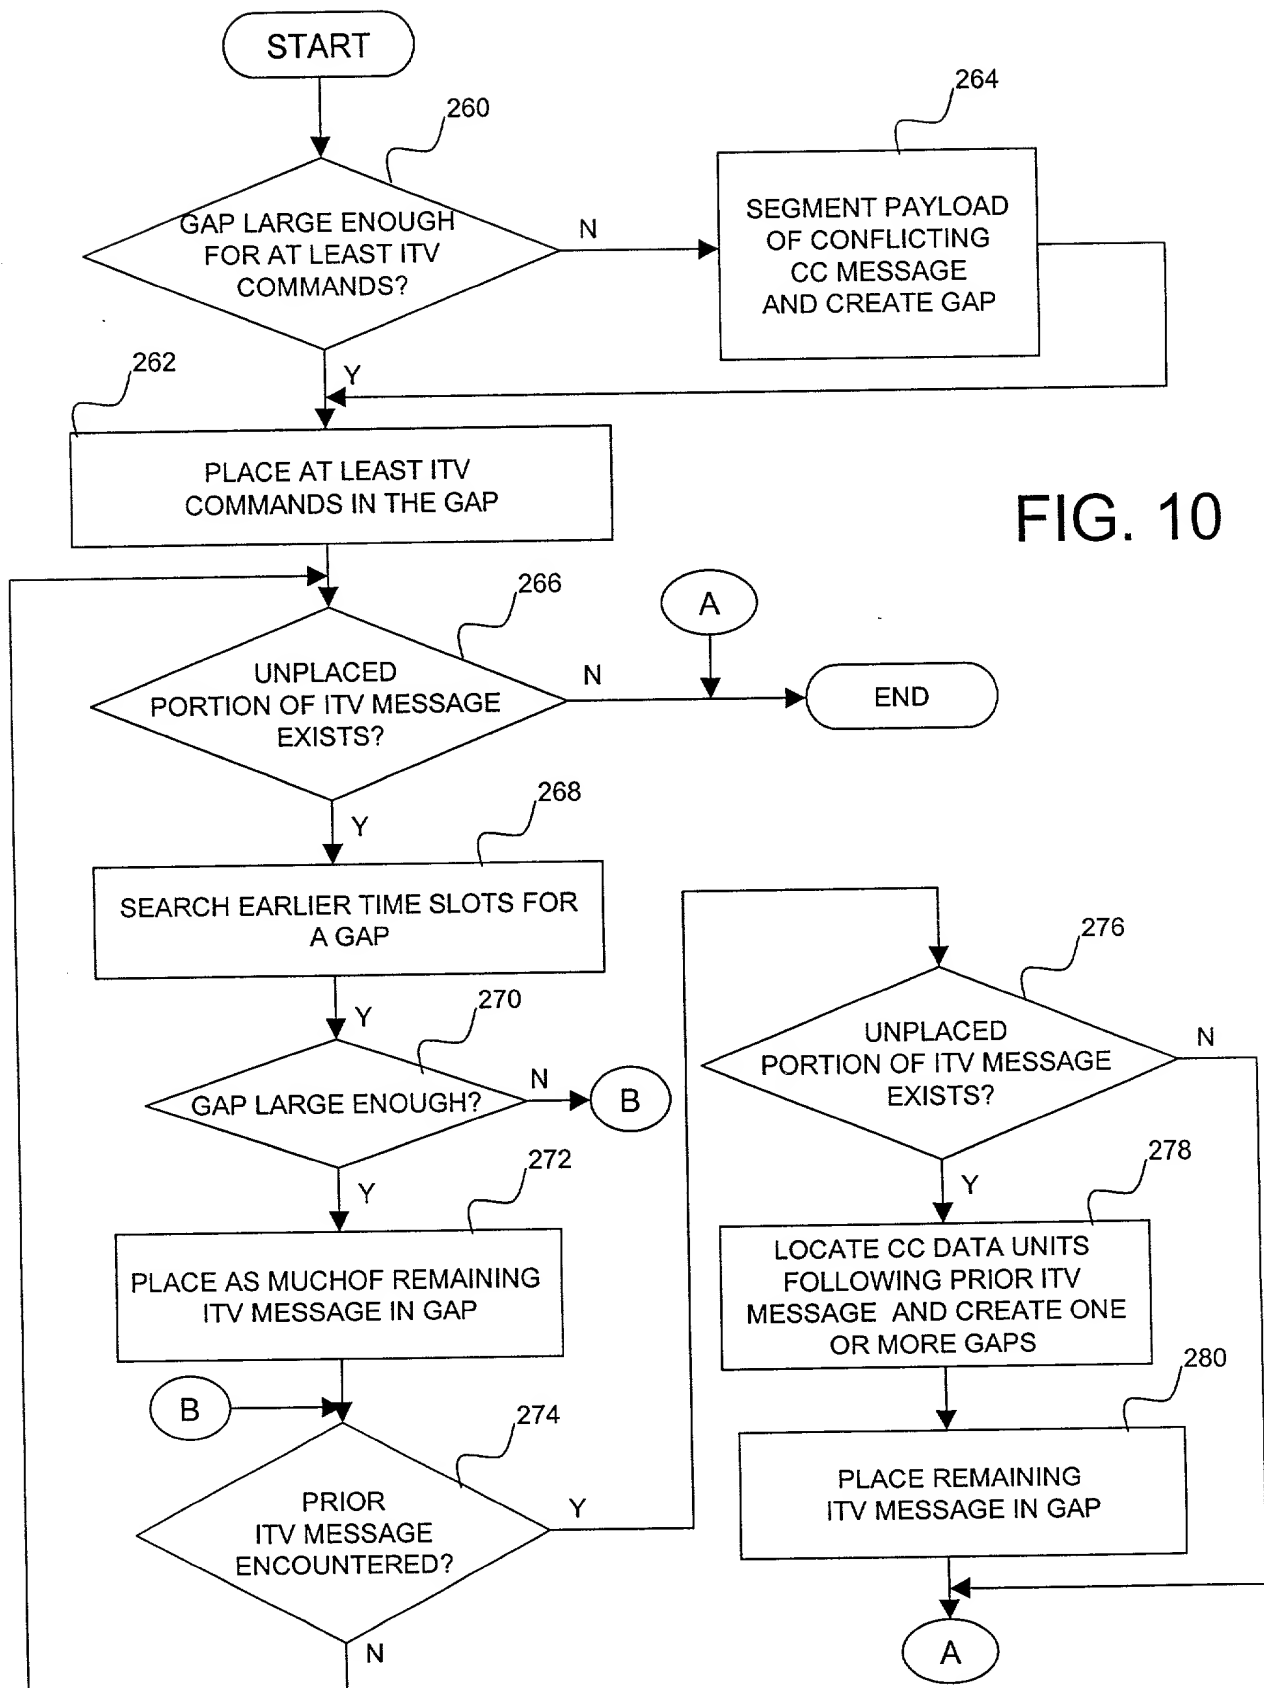 START
260
GAP LARGE ENOUGH
FOR AT LEAST ITV
COMMANDS?
N
Y
264
SEGMENT PAYLOAD
OF CONFLICTING
CC MESSAGE
AND CREATE GAP
262
PLACE AT LEAST ITV
COMMANDS IN THE GAP
FIG. 10
266
UNPLACED
PORTION OF ITV MESSAGE
EXISTS?
N
A
END
Y
268
SEARCH EARLIER TIME SLOTS FOR
A GAP
Y
270
GAP LARGE ENOUGH?
N
B
Y
272
PLACE AS MUCHOF REMAINING
ITV MESSAGE IN GAP
B
274
PRIOR
ITV MESSAGE
ENCOUNTERED?
Y
N
276
UNPLACED
PORTION OF ITV MESSAGE
EXISTS?
N
Y
278
LOCATE CC DATA UNITS
FOLLOWING PRIOR ITV
MESSAGE AND CREATE ONE
OR MORE GAPS
280
PLACE REMAINING
ITV MESSAGE IN GAP
A